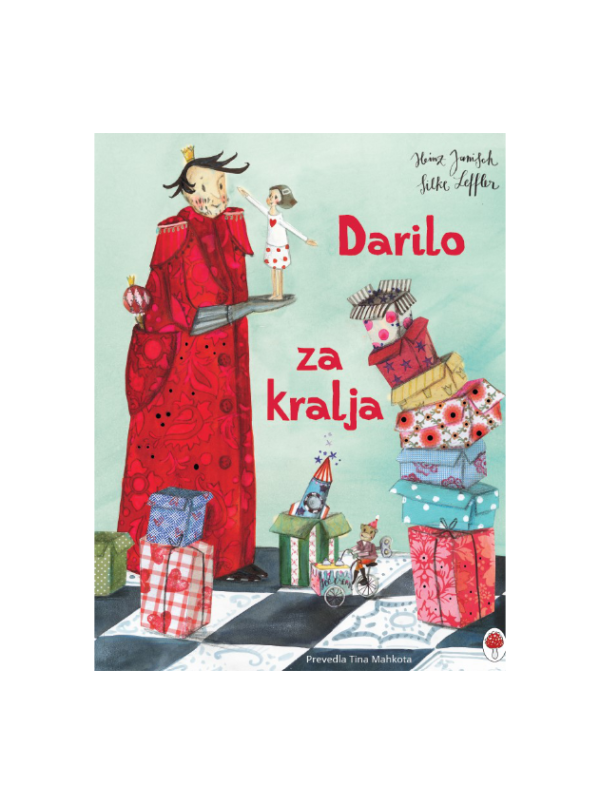 Heinz Janisch
Silke Leffler
Darilo
za
kralja
Prevedla Tina Mahkota